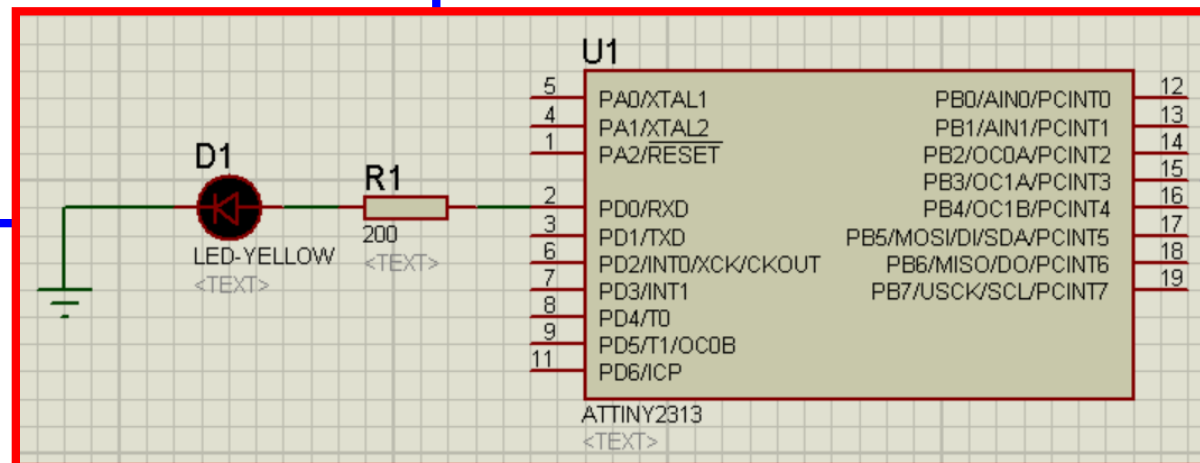 U1
D1
LED-YELLOW
<TEXT>
R1
200
<TEXT>
5 PA0/XTAL1
4 PA1/XTAL2
1 PA2/RESET
2 PD0/RXD
3 PD1/TXD
6 PD2/INT0/XCK/CKOUT
7 PD3/INT1
8 PD4/T0
9 PD5/T1/OC0B
11 PD6/ICP
PB0/AIN0/PCINT0 12
PB1/AIN1/PCINT1 13
PB2/OC0A/PCINT2 14
PB3/OC1A/PCINT3 15
PB4/OC1B/PCINT4 16
PB5/MOSI/DI/SDA/PCINT5 17
PB6/MISO/DO/PCINT6 18
PB7/USCK/SCL/PCINT7 19
ATTINY2313
<TEXT>